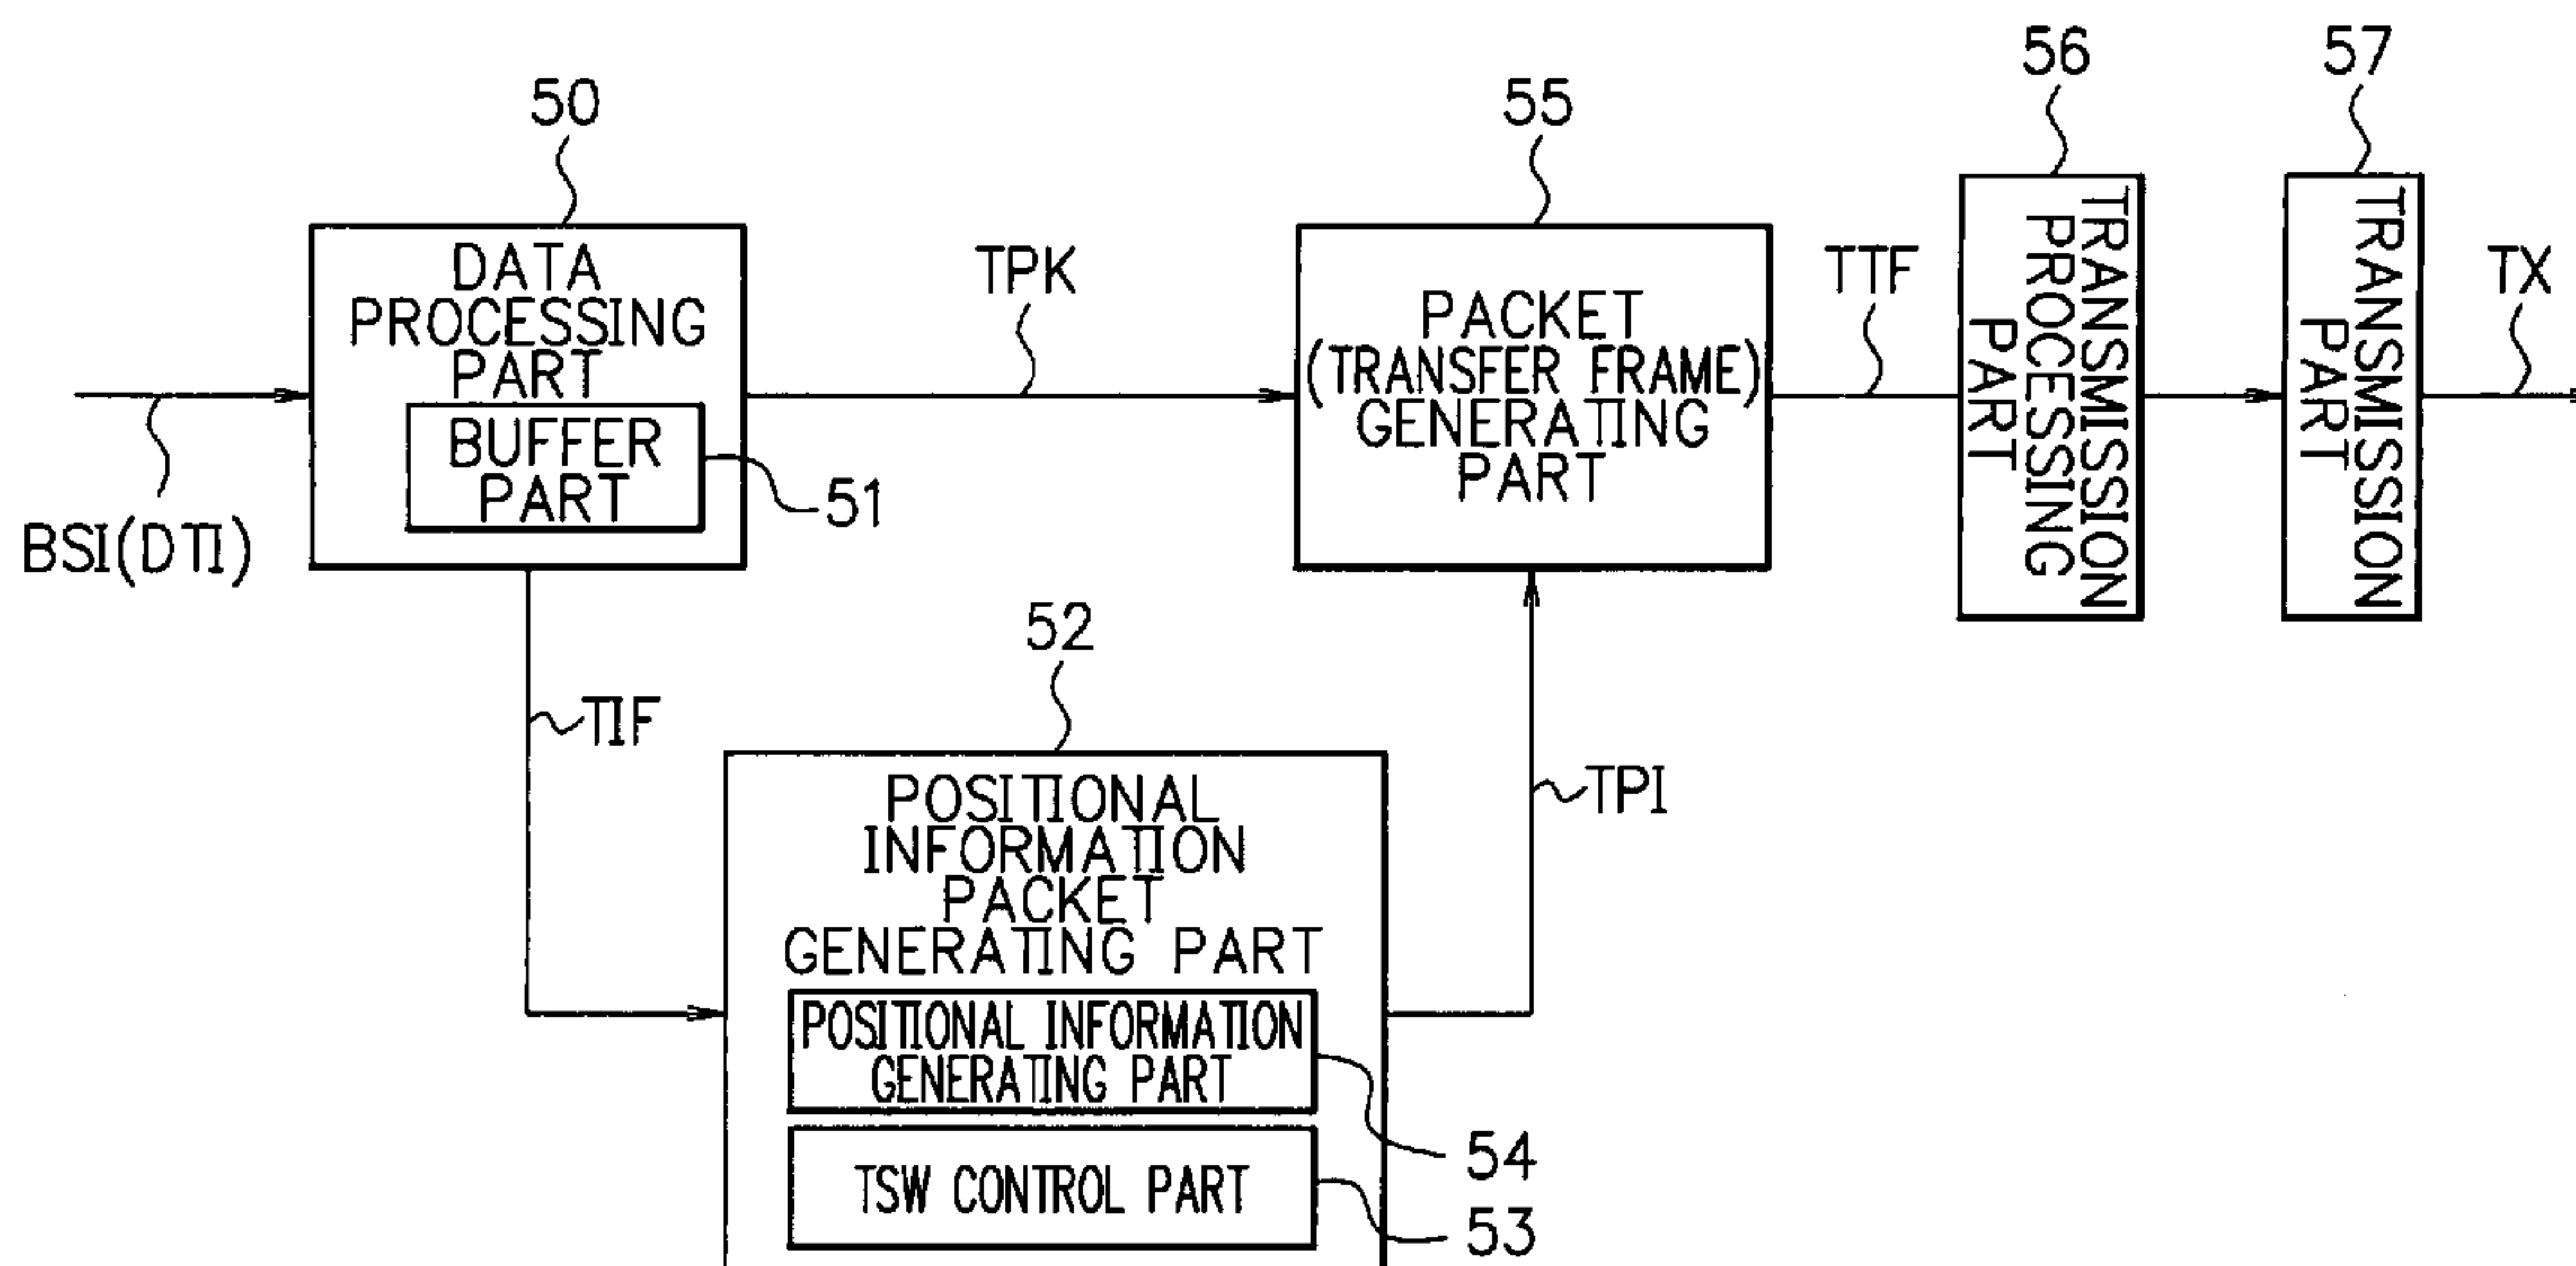 50
DATA
PROCESSING
PART
BUFFER
PART
51
BSI(DTI)
TPK
55
PACKET
(TRANSFER FRAME)
GENERATING
PART
TTF
56
TRANSMISSION
PROCESSING
PART
57
TRANSMISSION
PART
TX
TIF
52
POSITIONAL
INFORMATION
PACKET
GENERATING PART
POSITIONAL INFORMATION
GENERATING PART
54
TSW CONTROL PART
53
TPI